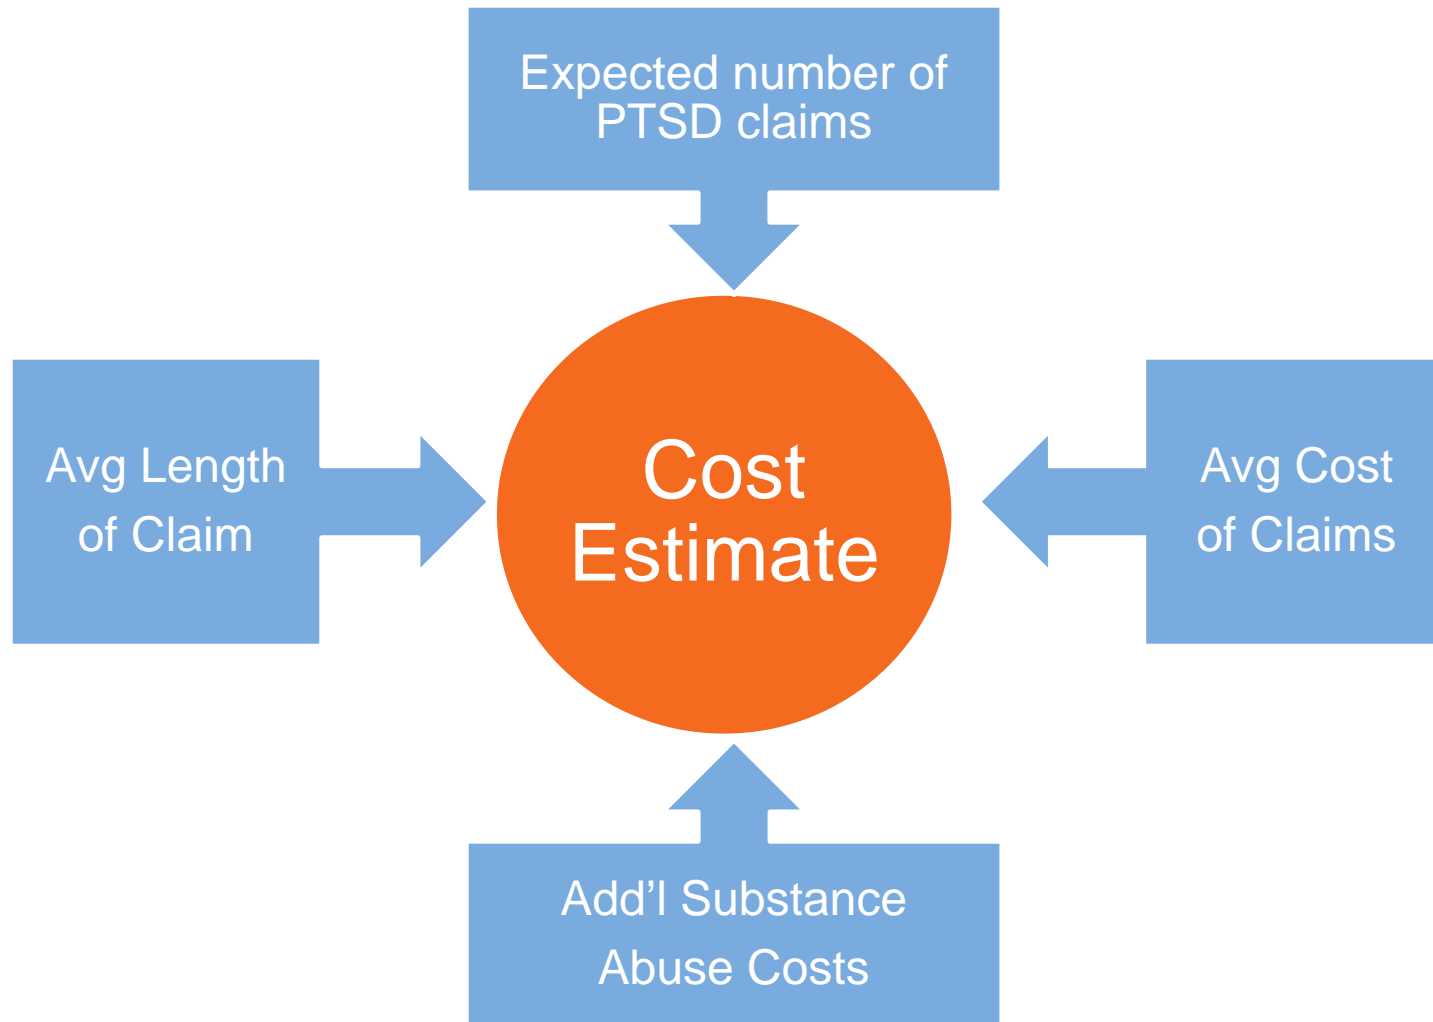 Expected number of
PTSD claims
Avg Length
of Claim
Cost
Estimate
Avg Cost
of Claims
Add’l Substance
Abuse Costs